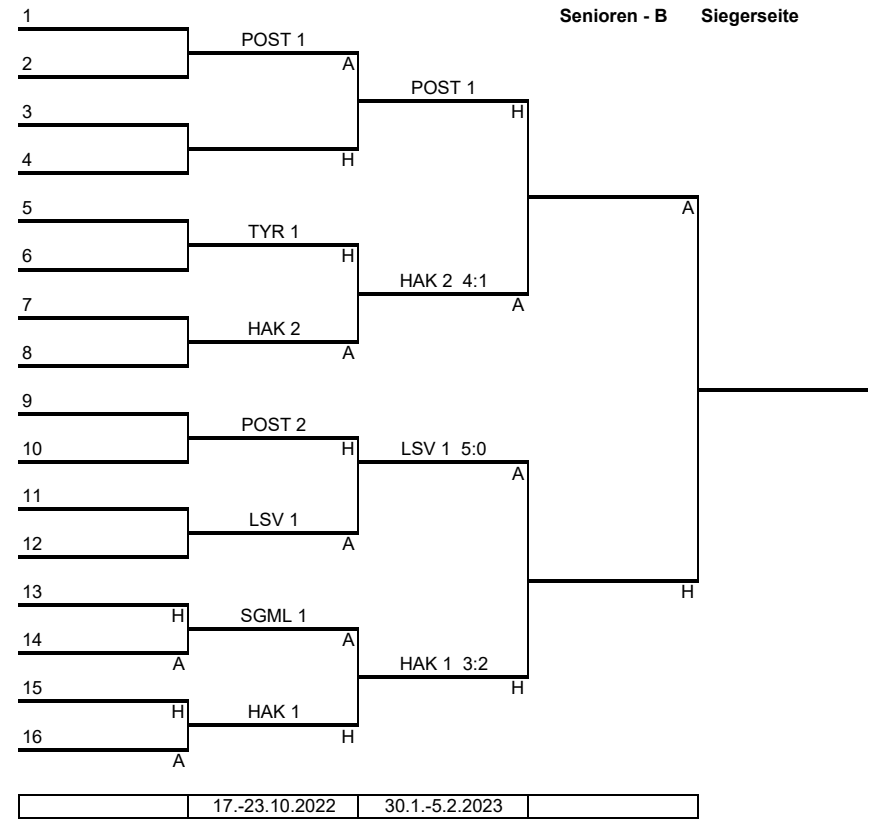 Senioren - B Siegerseite
1
POST 1
2
A
POST 1
3
H
4
H
5
A
TYR 1
6
H
HAK 2 4:1
7
A
HAK 2
8
A
9
POST 2
10
H
LSV 1 5:0
A
11
LSV 1
12
A
13
H
H
SGML 1
14
A
A
HAK 1 3:2
15
H
H
HAK 1
16
H
A
17.-23.10.2022 30.1.-5.2.2023